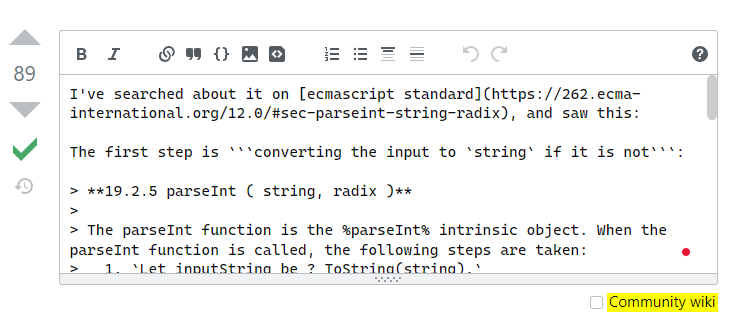 B I
89
I've searched about it on [ecmascript standard](https://262.ecma-
international.org/12.0/#sec-parseint-string-radix), and saw this:
The first step is ```converting the input to `string` if it is not```:
> **19.2.5 parseInt ( string, radix )**
>
> The parseInt function is the %parseInt% intrinsic object. When the
parseInt function is called, the following steps are taken:
>   1. `Let inputString be ? ToString(string).`
Community wiki